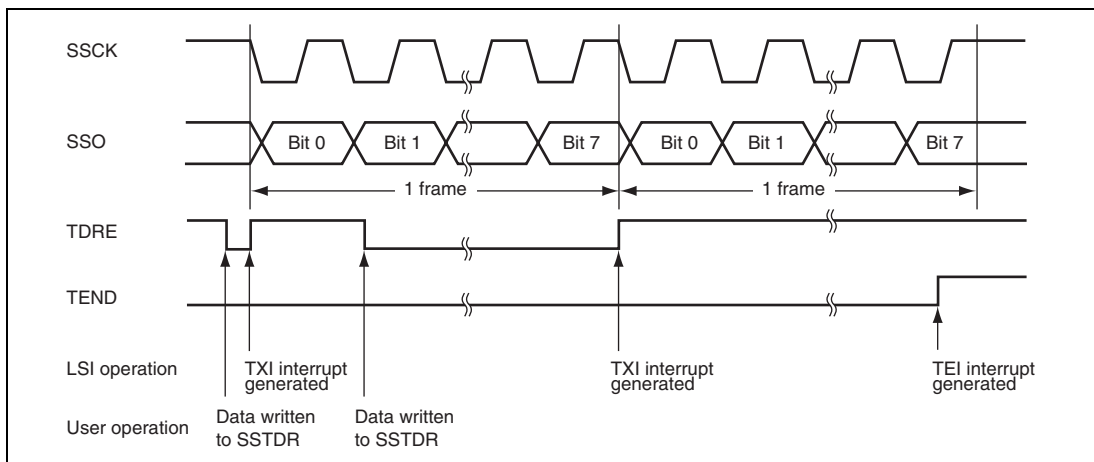 SSCK
SSO
Bit 0 Bit 1 Bit 7 Bit 0 Bit 1 Bit 7
1 frame 1 frame
TDRE
TEND
LSI operation
TXI interrupt
generated
TXI interrupt
generated
TEI interrupt
generated
User operation
Data written
to SSTDR
Data written
to SSTDR